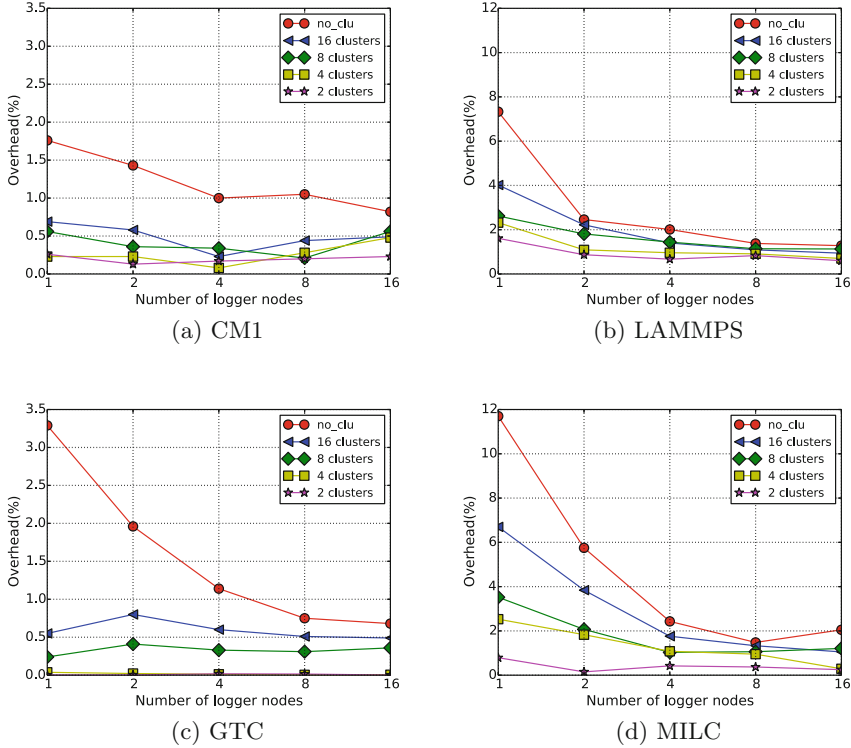 3.5
3.0
2.5
2.0
1.5
1.0
0.5
0.0
Overhead(%)
no_clu
16 clusters
8 clusters
4 clusters
2 clusters
1 2 4 8 16
Number of logger nodes
(a) CM1
12
10
8
6
4
2
0
Overhead(%)
no_clu
16 clusters
8 clusters
4 clusters
2 clusters
1 2 4 8 16
Number of logger nodes
(b) LAMMPS
3.5
3.0
2.5
2.0
1.5
1.0
0.5
0.0
Overhead(%)
no_clu
16 clusters
8 clusters
4 clusters
2 clusters
1 2 4 8 16
Number of logger nodes
(c) GTC
12
10
8
6
4
2
0
Overhead(%)
no_clu
16 clusters
8 clusters
4 clusters
2 clusters
1 2 4 8 16
Number of logger nodes
(d) MILC